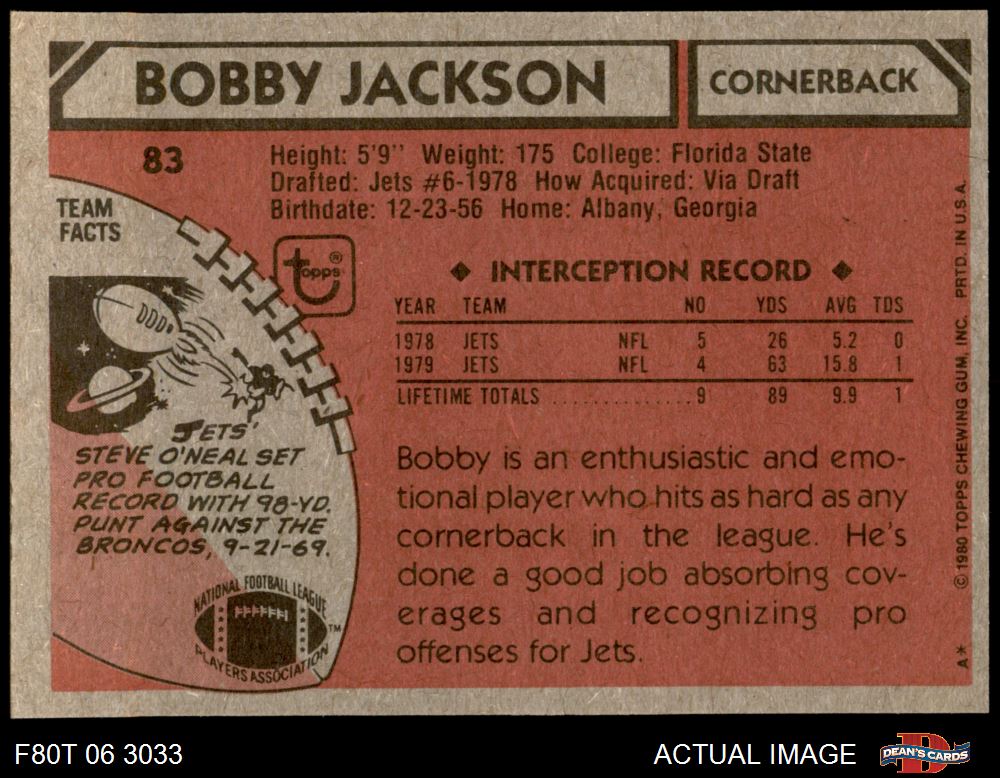 BOBBY JACKSON
CORNERBACK
83
Height: 5'9" Weight: 175 College: Florida State
Drafted: Jets #6-1978 How Acquired: Via Draft
Birthdate: 12-23-56 Home: Albany, Georgia
TEAM
FACTS
topps®
JETS'
STEVE O'NEAL SET
PRO FOOTBALL
RECORD WITH 98-YD.
PUNT AGAINST THE
BRONCOS, 9-21-69.
NATIONAL FOOTBALL LEAGUE
PLAYERS ASSOCIATION
TM
◆ INTERCEPTION RECORD ◆
YEAR TEAM NO YDS AVG TDS
1978 JETS NFL 5 26 5.2 0
1979 JETS NFL 4 63 15.8 1
LIFETIME TOTALS ..............9 89 9.9 1
Bobby is an enthusiastic and emo-
tional player who hits as hard as any
cornerback in the league. He's
done a good job absorbing cov-
erages and recognizing pro
offenses for Jets.
A* © 1980 TOPPS CHEWING GUM, INC. PRTD. IN U.S.A.
F80T 06 3033
ACTUAL IMAGE
DEAN'S CARDS